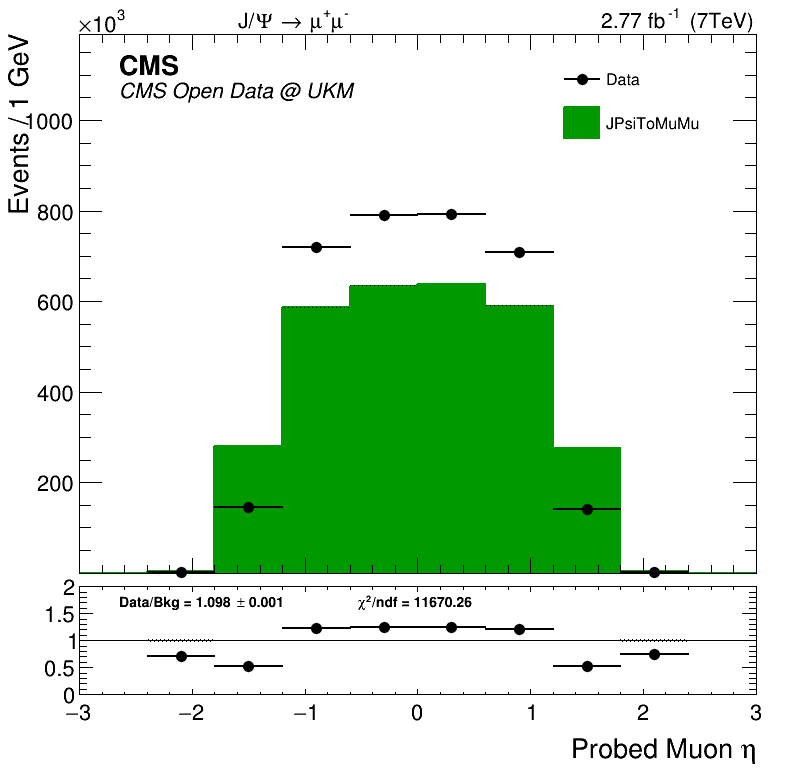 ×10³ J/Ψ → μ⁺μ⁻ 2.77 fb⁻¹ (7TeV)
CMS
CMS Open Data @ UKM
Data
JPsiToMuMu
Events / 1 GeV
1000
800
600
400
200
Data/Bkg = 1.098 ± 0.001 χ²/ndf = 11670.26
2
1.5
1
0.5
0
−3 −2 −1 0 1 2 3
Probed Muon η